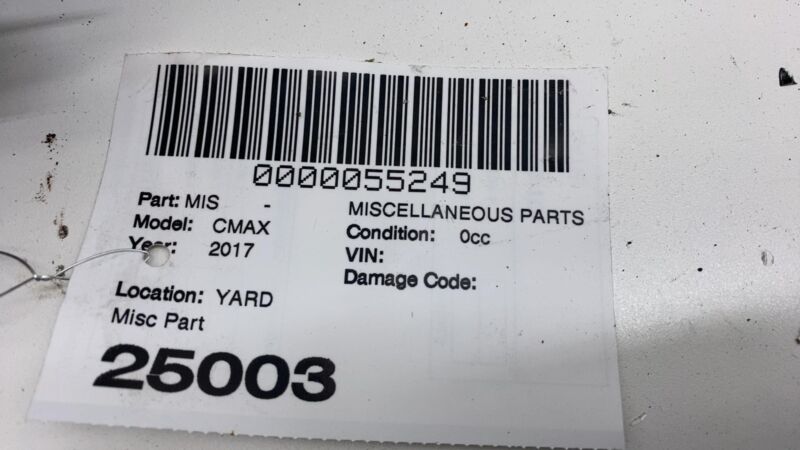 0000055249
Part: MIS - MISCELLANEOUS PARTS
Model: CMAX Condition: 0cc
Year: 2017 VIN:
Damage Code:
Location: YARD
Misc Part
25003